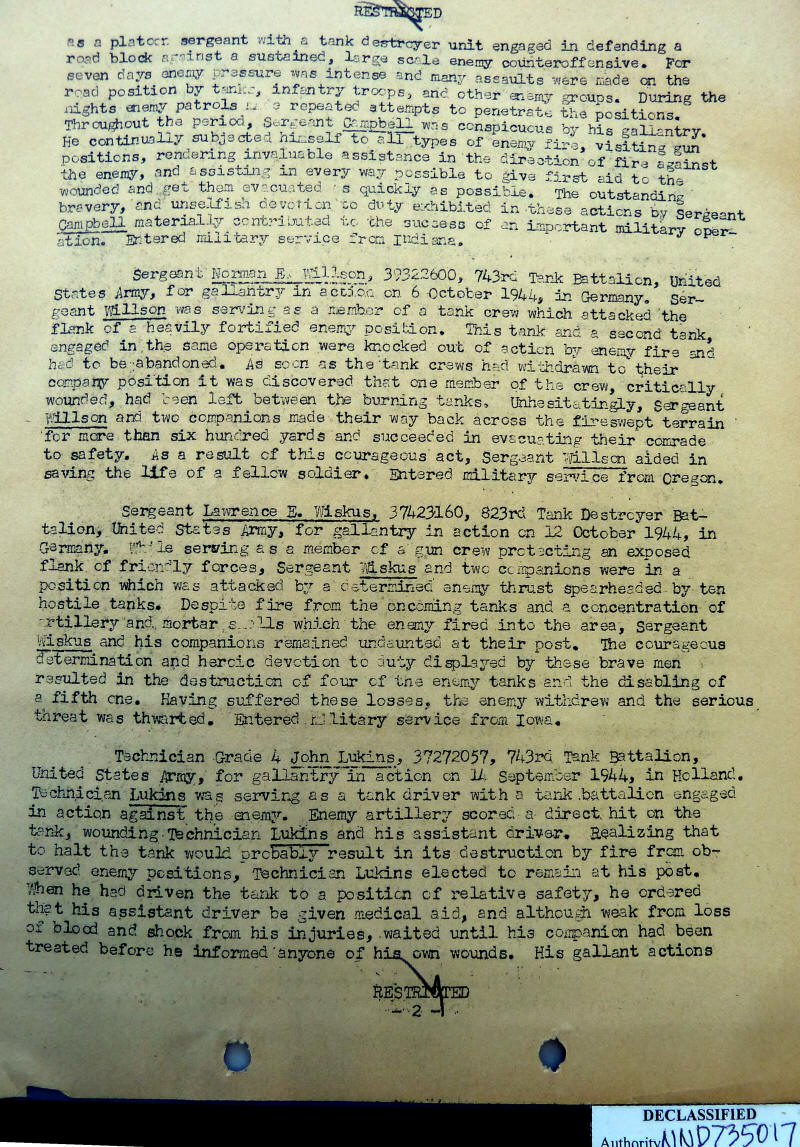 RESTRICTED
as a platoon sergeant with a tank destroyer unit engaged in defending a
road block against a sustained, large scale enemy counteroffensive. For
seven days enemy pressure was intense and many assaults were made on the
road position by tanks, infantry troops, and other enemy groups. During the
nights enemy patrols made repeated attempts to penetrate the positions.
Throughout the period, Sergeant Campbell was conspicucus by his gallantry.
He continually subjected himself to all types of enemy fire, visiting gun
positions, rendering invaluable assistance in the direction of fire against
the enemy, and assisting in every way possible to give first aid to the
wounded and get them evacuated as quickly as possible. The outstanding
bravery, and unselfish devotion to duty exhibited in these actions by Sergeant
Campbell materially contributed to the success of an important military oper-
ation. Entered military service from Indiana.
Sergeant Norman E. Willson, 39322600, 743rd Tank Battalion, United
States Army, for gallantry in action on 6 October 1944, in Germany. Ser-
geant Willson was serving as a member of a tank crew which attacked the
flank of a heavily fortified enemy position. This tank and a second tank,
engaged in the same operation were knocked out of action by enemy fire and
had to be abandoned. As soon as the tank crews had withdrawn to their
company position it was discovered that one member of the crew, critically
wounded, had been left between the burning tanks. Unhesitatingly, Sergeant
Willson and two companions made their way back across the fireswept terrain
for more than six hundred yards and succeeded in evacuating their comrade
to safety. As a result of this courageous act, Sergeant Willson aided in
saving the life of a fellow soldier. Entered military service from Oregon.
Sergeant Lawrence E. Wiskus, 37423160, 823rd Tank Destroyer Bat-
talion, United States Army, for gallantry in action on 12 October 1944, in
Germany. While serving as a member of a gun crew protecting an exposed
flank of friendly forces, Sergeant Wiskus and two companions were in a
position which was attacked by a determined enemy thrust spearheaded by ten
hostile tanks. Despite fire from the oncoming tanks and a concentration of
artillery and mortar shells which the enemy fired into the area, Sergeant
Wiskus and his companions remained undaunted at their post. The courageous
determination and heroic devotion to duty displayed by these brave men
resulted in the destruction of four of the enemy tanks and the disabling of
a fifth one. Having suffered these losses, the enemy withdrew and the serious
threat was thwarted. Entered military service from Iowa.
Technician Grade 4 John Lukins, 37272057, 743rd Tank Battalion,
United States Army, for gallantry in action on 14 September 1944, in Holland.
Technician Lukins was serving as a tank driver with a tank battalion engaged
in action against the enemy. Enemy artillery scored a direct hit on the
tank, wounding Technician Lukins and his assistant driver. Realizing that
to halt the tank would probably result in its destruction by fire from ob-
served enemy positions, Technician Lukins elected to remain at his post.
When he had driven the tank to a position of relative safety, he ordered
that his assistant driver be given medical aid, and although weak from loss
of blood and shock from his injuries, waited until his companion had been
treated before he informed anyone of his own wounds. His gallant actions
RESTRICTED
- 2 -
DECLASSIFIED
Authority NND735017